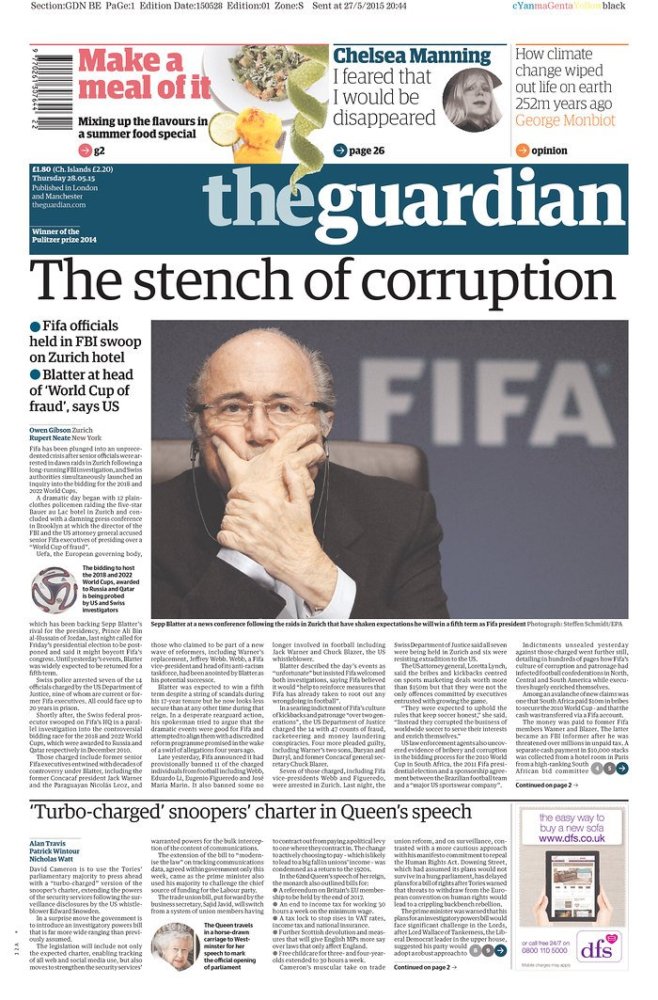 Section:GDN BE PaGe:1 Edition Date:150528 Edition:01 Zone:S Sent at 27/5/2015 20:44
cYanmaGentaYellowblack
Make a
meal of it
Mixing up the flavours in
a summer food special
g2
Chelsea Manning
I feared that
I would be
disappeared
page 26
How climate
change wiped
out life on earth
252m years ago
George Monbiot
opinion
£1.80 (Ch. Islands £2.20)
Thursday 28.05.15
Published in London
and Manchester
theguardian.com
Winner of the
Pulitzer prize 2014
theguardian
The stench of corruption
● Fifa officials
held in FBI swoop
on Zurich hotel
● Blatter at head
of ‘World Cup of
fraud’, says US
FIFA
Owen Gibson Zurich
Rupert Neate New York
Fifa has been plunged into an unprece-
dented crisis after senior officials were ar-
rested in dawn raids in Zurich following a
long-running FBI investigation, and Swiss
authorities simultaneously launched an
inquiry into the bidding for the 2018 and
2022 World Cups.
A dramatic day began with 12 plain-
clothes policemen raiding the five-star
Baur au Lac hotel in Zurich and con-
cluded with a damning press conference
in Brooklyn at which the director of the
FBI and the US attorney general accused
senior Fifa executives of presiding over a
“World Cup of fraud”.
Uefa, the European governing body,
The bidding to host
the 2018 and 2022
World Cups, awarded
to Russia and Qatar
is being probed
by US and Swiss
investigators
Sepp Blatter at a news conference following the raids in Zurich that have shaken expectations he will win a fifth term as Fifa president Photograph: Steffen Schmidt/EPA
which has been backing Sepp Blatter’s
rival for the presidency, Prince Ali Bin
al-Hussain of Jordan, last night called for
Friday’s presidential election to be post-
poned and said it might boycott Fifa’s
congress. Until yesterday’s events, Blatter
was widely expected to be returned for a
fifth term.
Swiss police arrested seven of the 14
officials charged by the US Department of
Justice, nine of whom are current or for-
mer Fifa executives. All could face up to
20 years in prison.
Shortly after, the Swiss federal pros-
ecutor swooped on Fifa’s HQ in a paral-
lel investigation into the controversial
bidding race for the 2018 and 2022 World
Cups, which were awarded to Russia and
Qatar respectively in December 2010.
Those charged include former senior
Fifa executives entwined with decades of
controversy under Blatter, including the
former Concacaf president Jack Warner
and the Paraguayan Nicolás Leoz, and
those who claimed to be part of a new
wave of reformers, including Warner’s
replacement, Jeffrey Webb. Webb, a Fifa
vice-president and head of its anti-racism
taskforce, had been anointed by Blatter as
his potential successor.
Blatter was expected to win a fifth
term despite a string of scandals during
his 17-year tenure but he now looks less
secure than at any other time during that
reign. In a desperate rearguard action,
his spokesman tried to argue that the
dramatic events were good for Fifa and
attempted to align them with a discredited
reform programme promised in the wake
of a swirl of allegations four years ago.
Late yesterday, Fifa announced it had
provisionally banned 11 of the charged
individuals from football including Webb,
Eduardo Li, Eugenio Figueredo and José
Maria Marin. It also banned some no
longer involved in football including
Jack Warner and Chuck Blazer, the US
whistleblower.
Blatter described the day’s events as
“unfortunate” but insisted Fifa welcomed
both investigations, saying Fifa believed
it would “help to reinforce measures that
Fifa has already taken to root out any
wrongdoing in football”.
In a searing indictment of Fifa’s culture
of kickbacks and patronage “over two gen-
erations”, the US Department of Justice
charged the 14 with 47 counts of fraud,
racketeering and money laundering
conspiracies. Four more pleaded guilty,
including Warner’s two sons, Daryan and
Darryl, and former Concacaf general sec-
retary Chuck Blazer.
Seven of those charged, including Fifa
vice-presidents Webb and Figueredo,
were arrested in Zurich. Last night, the
Swiss Department of Justice said all seven
were being held in Zurich and six were
resisting extradition to the US.
The US attorney general, Loretta Lynch,
said the bribes and kickbacks centred
on sports marketing deals worth more
than $150m but that they were not the
only offences committed by executives
entrusted with growing the game.
“They were expected to uphold the
rules that keep soccer honest,” she said,
“Instead they corrupted the business of
worldwide soccer to serve their interests
and enrich themselves.”
US law enforcement agents also uncov-
ered evidence of bribery and corruption
in the bidding process for the 2010 World
Cup in South Africa, the 2011 Fifa presi-
dential election and a sponsorship agree-
ment between the Brazilian football team
and a “major US sportswear company”.
Indictments unsealed yesterday
against those charged went further still,
detailing in hundreds of pages how Fifa’s
culture of corruption and patronage had
infected football confederations in North,
Central and South America while execu-
tives hugely enriched themselves.
Among an avalanche of new claims was
one that South Africa paid $10m in bribes
to secure the 2010 World Cup - and that the
cash was transferred via a Fifa account.
The money was paid to former Fifa
members Warner and Blazer. The latter
became an FBI informer after he was
threatened over millions in unpaid tax. A
separate cash payment in $10,000 stacks
was collected from a hotel room in Paris
from a high-ranking South
African bid committee
4 5
Continued on page 2
‘Turbo-charged’ snoopers’ charter in Queen’s speech
Alan Travis
Patrick Wintour
Nicholas Watt
David Cameron is to use the Tories’
parliamentary majority to press ahead
with a “turbo-charged” version of the
snooper’s charter, extending the powers
of the security services following the sur-
veillance disclosures by the US whistle-
blower Edward Snowden.
In a surprise move the government is
to introduce an investigatory powers bill
that is far more wide ranging than previ-
ously assumed.
The legislation will include not only
the expected charter, enabling tracking
of all web and social media use, but also
moves to strengthen the security services’
warranted powers for the bulk intercep-
tion of the content of communications.
The extension of the bill to “modern-
ise the law” on tracking communications
data, agreed within government only this
week, came as the prime minister also
used his majority to challenge the chief
source of funding for the Labour party.
The trade union bill, put forward by the
business secretary, Sajid Javid, will switch
from a system of union members having
The Queen travels
in a horse-drawn
carriage to West-
minster for her
speech to mark
the official opening
of parliament
to contract out from paying a political levy
to one where they contract in. The change
to actively choosing to pay - which is likely
to lead to a big fall in unions’ income - was
condemned as a return to the 1920s.
In the 62nd Queen’s speech of her reign,
the monarch also outlined bills for:
● A referendum on Britain’s EU member-
ship to be held by the end of 2017.
● An end to income tax for working 30
hours a week on the minimum wage.
● A tax lock to stop rises in VAT rates,
income tax and national insurance.
● Further Scottish devolution and meas-
ures that will give English MPs more say
over laws that only affect England.
● Free childcare for three- and four-year-
olds extended to 30 hours a week.
Cameron’s muscular take on trade
union reform, and on surveillance, con-
trasted with a more cautious approach
with his manifesto commitment to repeal
the Human Rights Act. Downing Street,
which had assumed its plans would not
survive in a hung parliament, has delayed
plans for a bill of rights after Tories warned
that threats to withdraw from the Euro-
pean convention on human rights would
lead to a crippling backbench rebellion.
The prime minister was warned that his
plans for an investigatory powers bill would
face significant challenge in the Lords,
after Lord Wallace of Tankerness, the Lib-
eral Democrat leader in the upper house,
suggested his party would
adopt a robust approach to
8 9
Continued on page 2
the easy way to
buy a new sofa
www.dfs.co.uk
or call free 24/7 on
0800 110 5000
Mobile charges may apply
dfs
32A
9 770261 307644
22